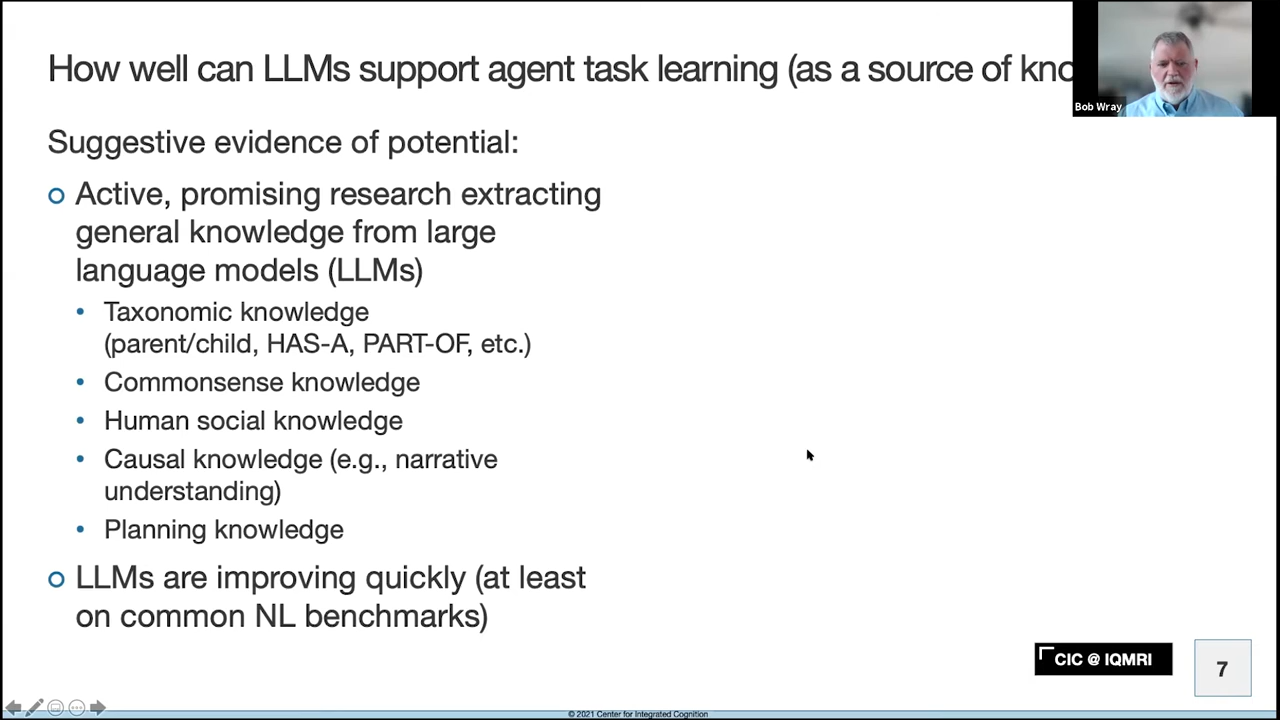 How well can LLMs support agent task learning (as a source of kno
Bob Wray
Suggestive evidence of potential:
Active, promising research extracting
general knowledge from large
language models (LLMs)
• Taxonomic knowledge
(parent/child, HAS-A, PART-OF, etc.)
• Commonsense knowledge
• Human social knowledge
• Causal knowledge (e.g., narrative
understanding)
• Planning knowledge
LLMs are improving quickly (at least
on common NL benchmarks)
CIC @ IQMRI
7
© 2021 Center for Integrated Cognition